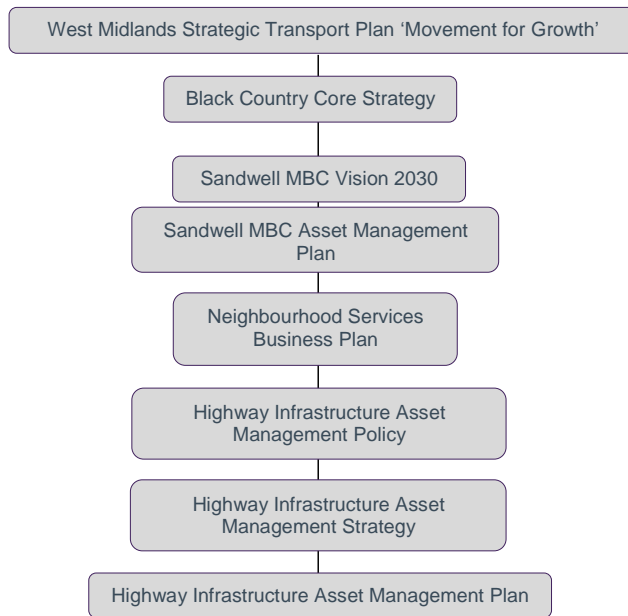 West Midlands Strategic Transport Plan ‘Movement for Growth’
Black Country Core Strategy
Sandwell MBC Vision 2030
Sandwell MBC Asset Management
Plan
Neighbourhood Services
Business Plan
Highway Infrastructure Asset
Management Policy
Highway Infrastructure Asset
Management Strategy
Highway Infrastructure Asset Management Plan